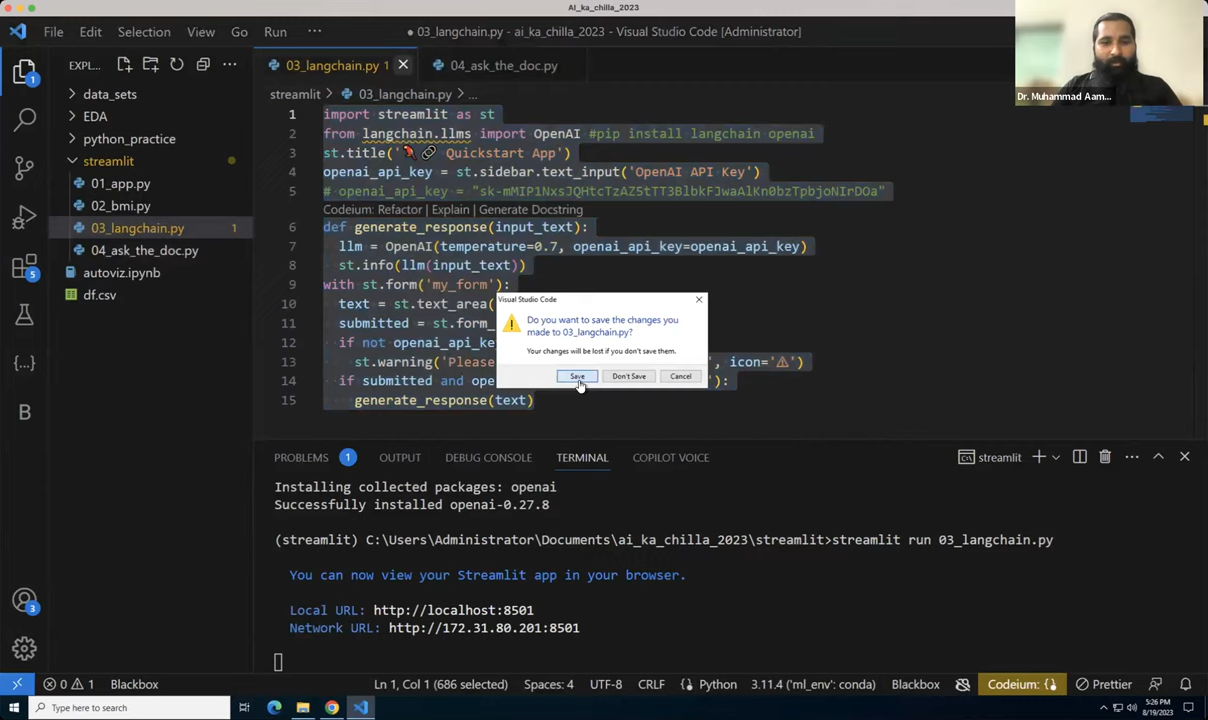 AI_ka_chilla_2023
File Edit Selection View Go Run ··· ● 03_langchain.py - ai_ka_chilla_2023 - Visual Studio Code [Administrator]
Dr. Muhammad Aam...
EXPL... ···
03_langchain.py 1
04_ask_the_doc.py
streamlit > 03_langchain.py > ...
data_sets
EDA
python_practice
streamlit
01_app.py
02_bmi.py
03_langchain.py 1
04_ask_the_doc.py
autoviz.ipynb
df.csv
1
5
3
1 import streamlit as st
2 from langchain.llms import OpenAI #pip install langchain openai
3 st.title('🦜🔗 Quickstart App')
4 openai_api_key = st.sidebar.text_input('OpenAI API Key')
5 # openai_api_key = "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"
Codeium: Refactor | Explain | Generate Docstring
6 def generate_response(input_text):
7 llm = OpenAI(temperature=0.7, openai_api_key=openai_api_key)
8 st.info(llm(input_text))
9 with st.form('my_form'):
10 text = st.text_area(
11 submitted = st.form_
12 if not openai_api_ke
13 st.warning('Please ', icon='⚠')
14 if submitted and ope '):
15 generate_response(text)
Visual Studio Code
Do you want to save the changes you
made to 03_langchain.py?
Your changes will be lost if you don't save them.
Save Don't Save Cancel
PROBLEMS 1 OUTPUT DEBUG CONSOLE TERMINAL COPILOT VOICE streamlit
Installing collected packages: openai
Successfully installed openai-0.27.8
(streamlit) C:\Users\Administrator\Documents\ai_ka_chilla_2023\streamlit>streamlit run 03_langchain.py
You can now view your Streamlit app in your browser.
Local URL: http://localhost:8501
Network URL: http://172.31.80.201:8501
0 1 Blackbox Ln 1, Col 1 (686 selected) Spaces: 4 UTF-8 CRLF Python 3.11.4 ('ml_env': conda) Blackbox Codeium: {} Prettier
Type here to search
5:26 PM
8/19/2023